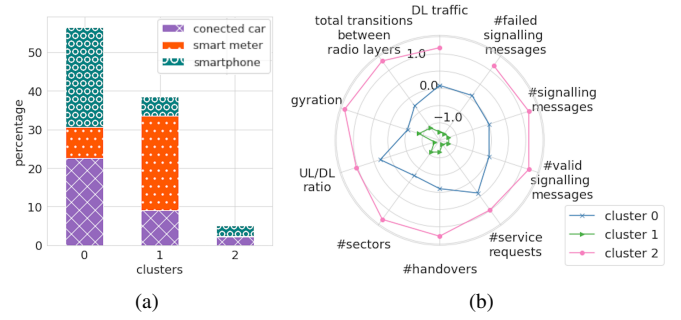 conected car
smart meter
smartphone
percentage
50
40
30
20
10
0
0
1
2
clusters
(a)
DL traffic
#failed
signalling
messages
#signalling
messages
#valid
signalling
messages
#service
requests
#handovers
#sectors
UL/DL
ratio
gyration
total transitions
between
radio layers
1.0
0.0
−1.0
cluster 0
cluster 1
cluster 2
(b)